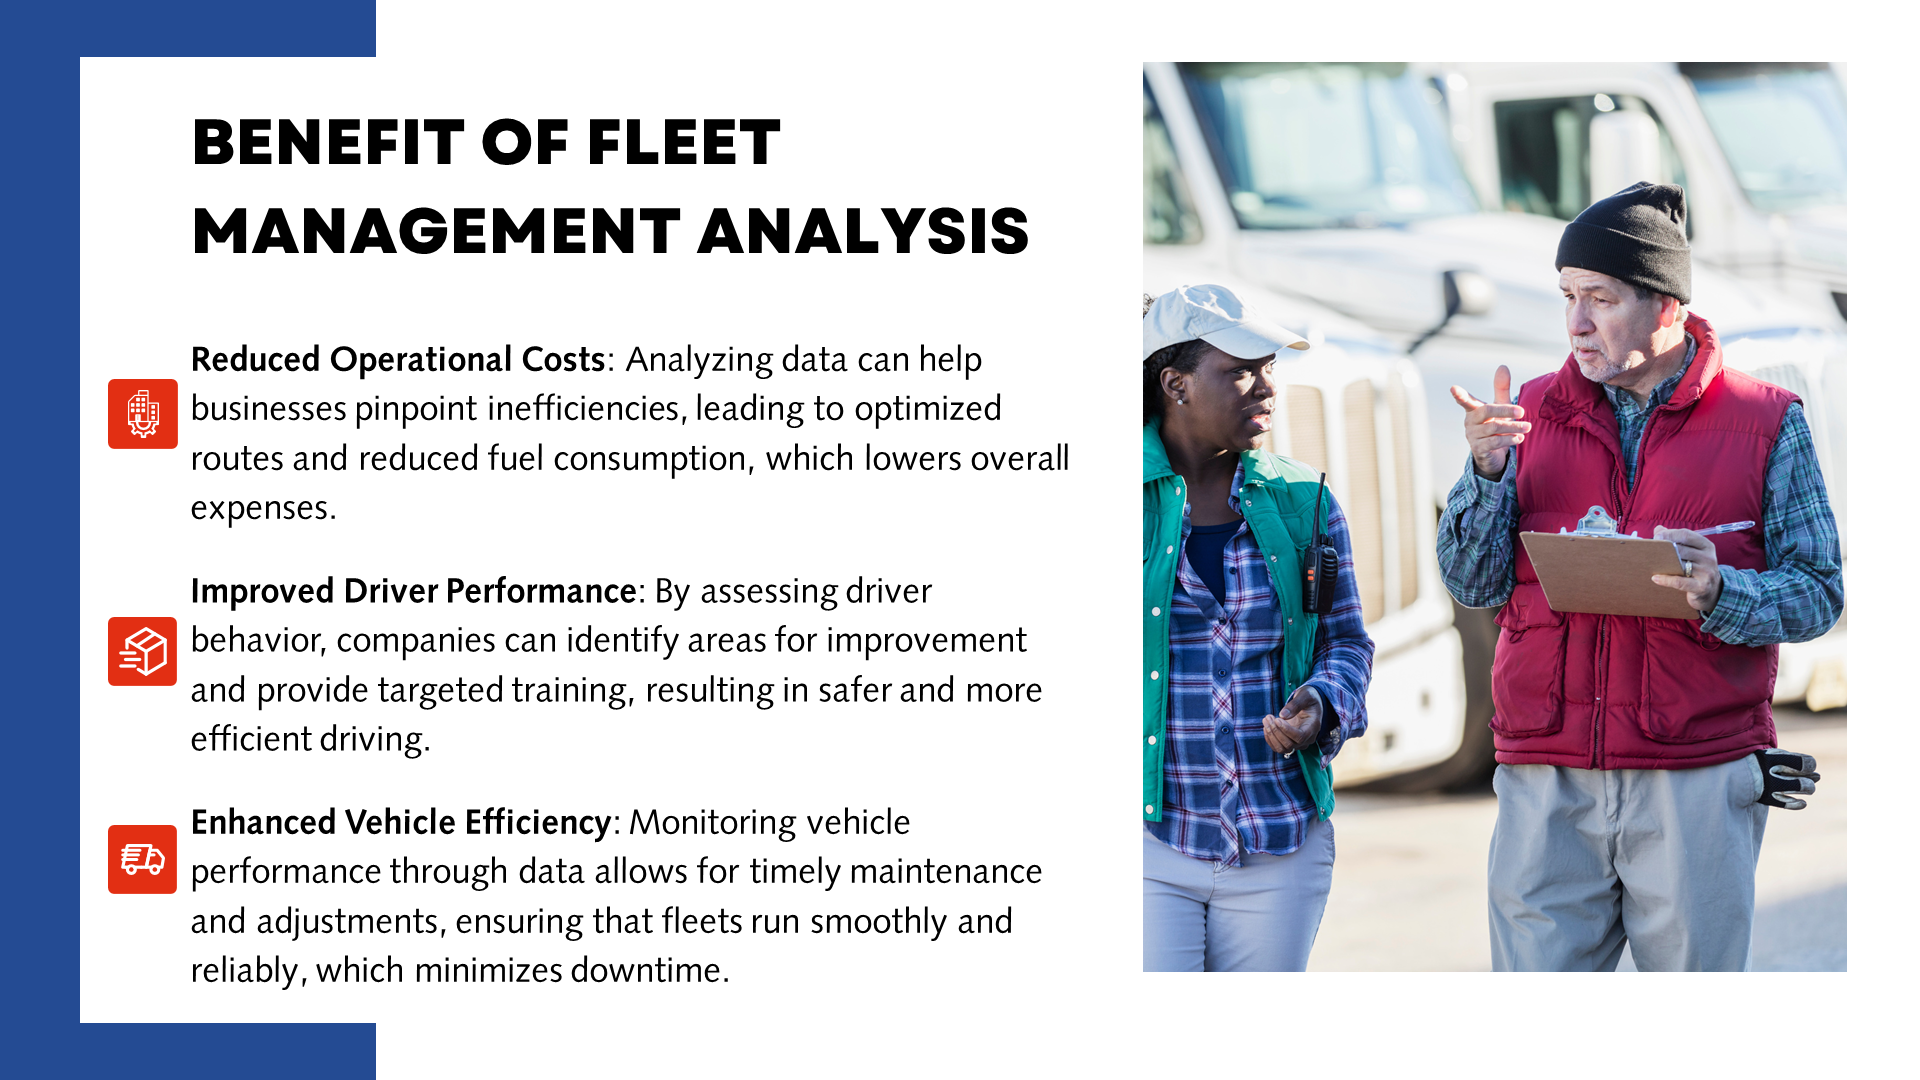 BENEFIT OF FLEET
MANAGEMENT ANALYSIS
Reduced Operational Costs: Analyzing data can help
businesses pinpoint inefficiencies, leading to optimized
routes and reduced fuel consumption, which lowers overall
expenses.
Improved Driver Performance: By assessing driver
behavior, companies can identify areas for improvement
and provide targeted training, resulting in safer and more
efficient driving.
Enhanced Vehicle Efficiency: Monitoring vehicle
performance through data allows for timely maintenance
and adjustments, ensuring that fleets run smoothly and
reliably, which minimizes downtime.